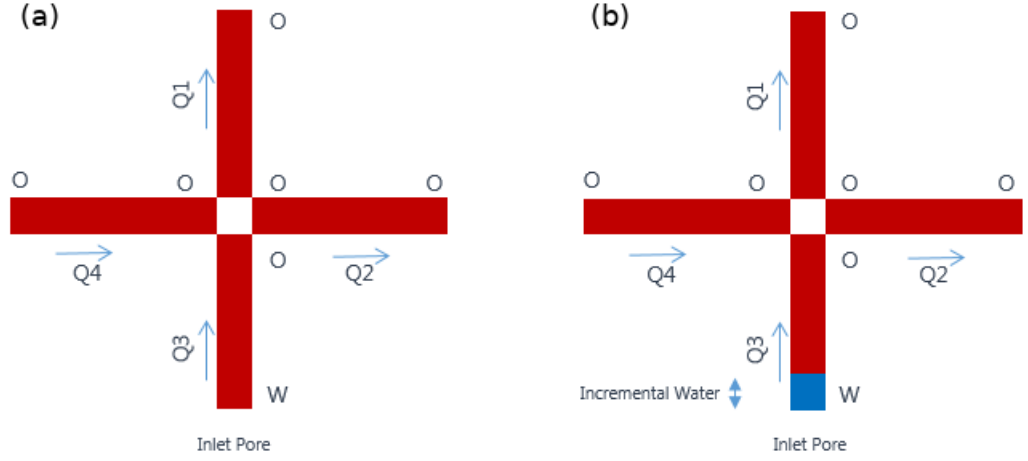 (a)
O
Q1
O
O
O
O
Q4
O
Q2
Q3
W
Inlet Pore
(b)
O
Q1
O
O
O
O
Q4
O
Q2
Q3
Incremental Water
W
Inlet Pore